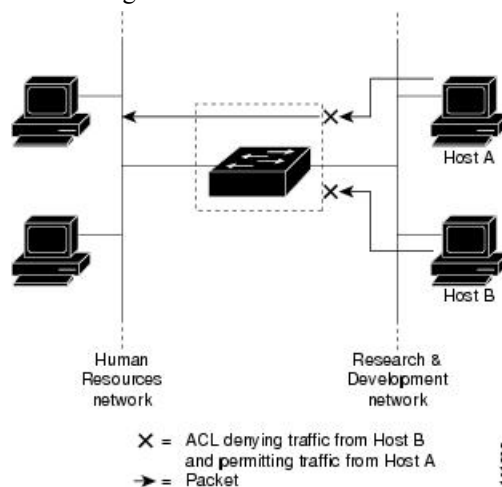 Host A
Host B
Human
Resources
network
Research &
Development
network
X = ACL denying traffic from Host B
and permitting traffic from Host A
= Packet